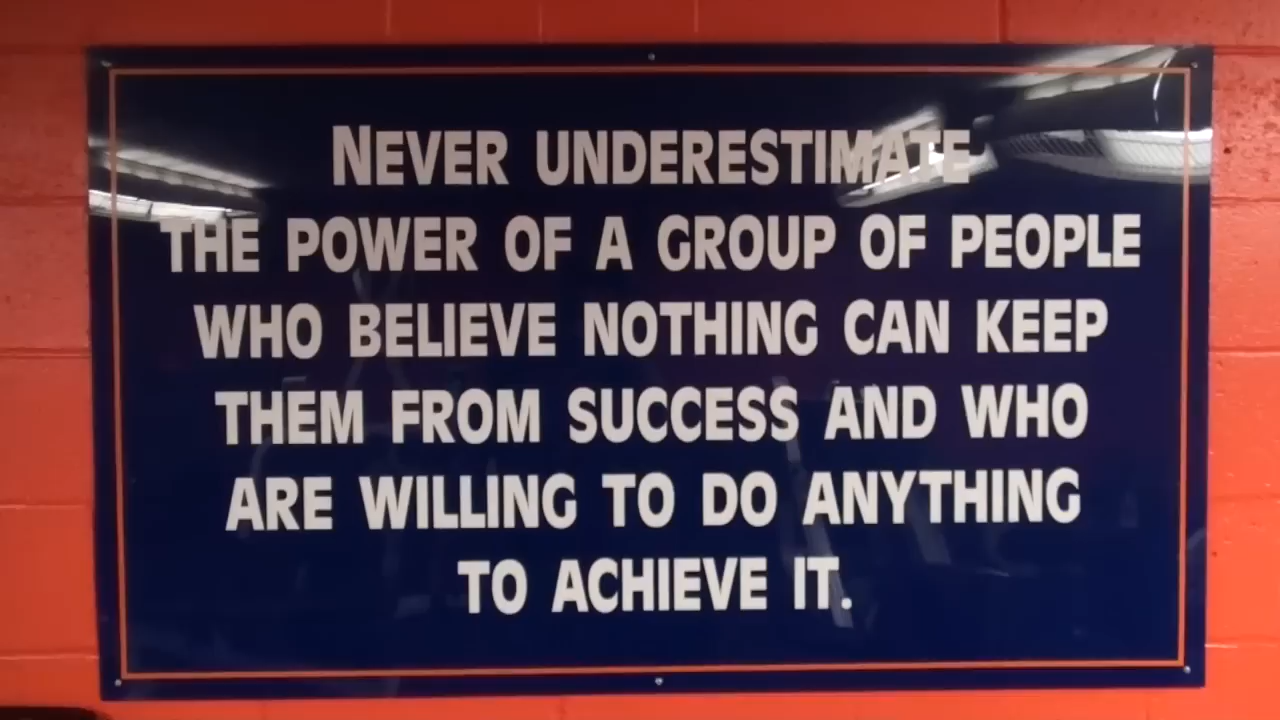 NEVER UNDERESTIMATE
THE POWER OF A GROUP OF PEOPLE
WHO BELIEVE NOTHING CAN KEEP
THEM FROM SUCCESS AND WHO
ARE WILLING TO DO ANYTHING
TO ACHIEVE IT.